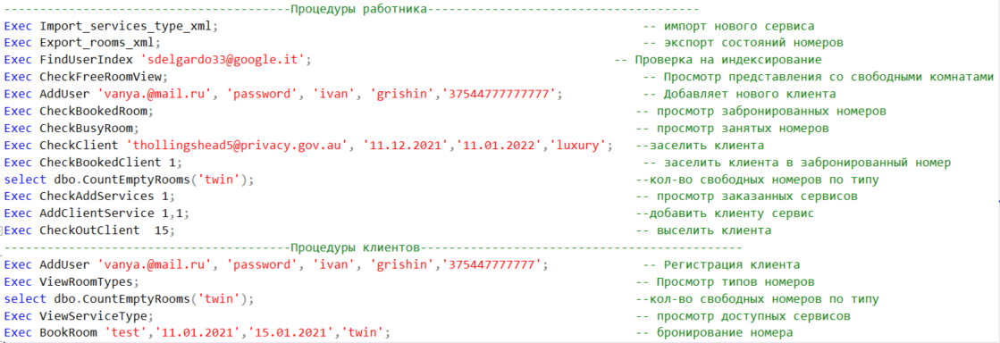 ----------------------------------------Процедуры работника--------------------------------------
Exec Import_services_type_xml; -- импорт нового сервиса
Exec Export_rooms_xml; -- экспорт состояний номеров
Exec FindUserIndex 'sdelgardo33@google.it'; -- Проверка на индексирование
Exec CheckFreeRoomView; -- Просмотр представления со свободными комнатами
Exec AddUser 'vanya.@mail.ru', 'password', 'ivan', 'grishin','37544777777777'; -- Добавляет нового клиента
Exec CheckBookedRoom; -- просмотр забронированных номеров
Exec CheckBusyRoom; -- просмотр занятых номеров
Exec CheckClient 'thollingshead5@privacy.gov.au', '11.12.2021','11.01.2022','luxury'; --заселить клиента
Exec CheckBookedClient 1; -- заселить клиента в забронированный номер
select dbo.CountEmptyRooms('twin'); --кол-во свободных номеров по типу
Exec CheckAddServices 1; -- просмотр заказанных сервисов
Exec AddClientService 1,1; --добавить клиенту сервис
Exec CheckOutClient  15; -- выселить клиента
----------------------------------------Процедуры клиентов---------------------------------------------
Exec AddUser 'vanya.@mail.ru', 'password', 'ivan', 'grishin','375447777777'; -- Регистрация клиента
Exec ViewRoomTypes; -- Просмотр типов номеров
select dbo.CountEmptyRooms('twin'); --кол-во свободных номеров по типу
Exec ViewServiceType; -- просмотр доступных сервисов
Exec BookRoom 'test','11.01.2021','15.01.2021','twin'; -- бронирование номера